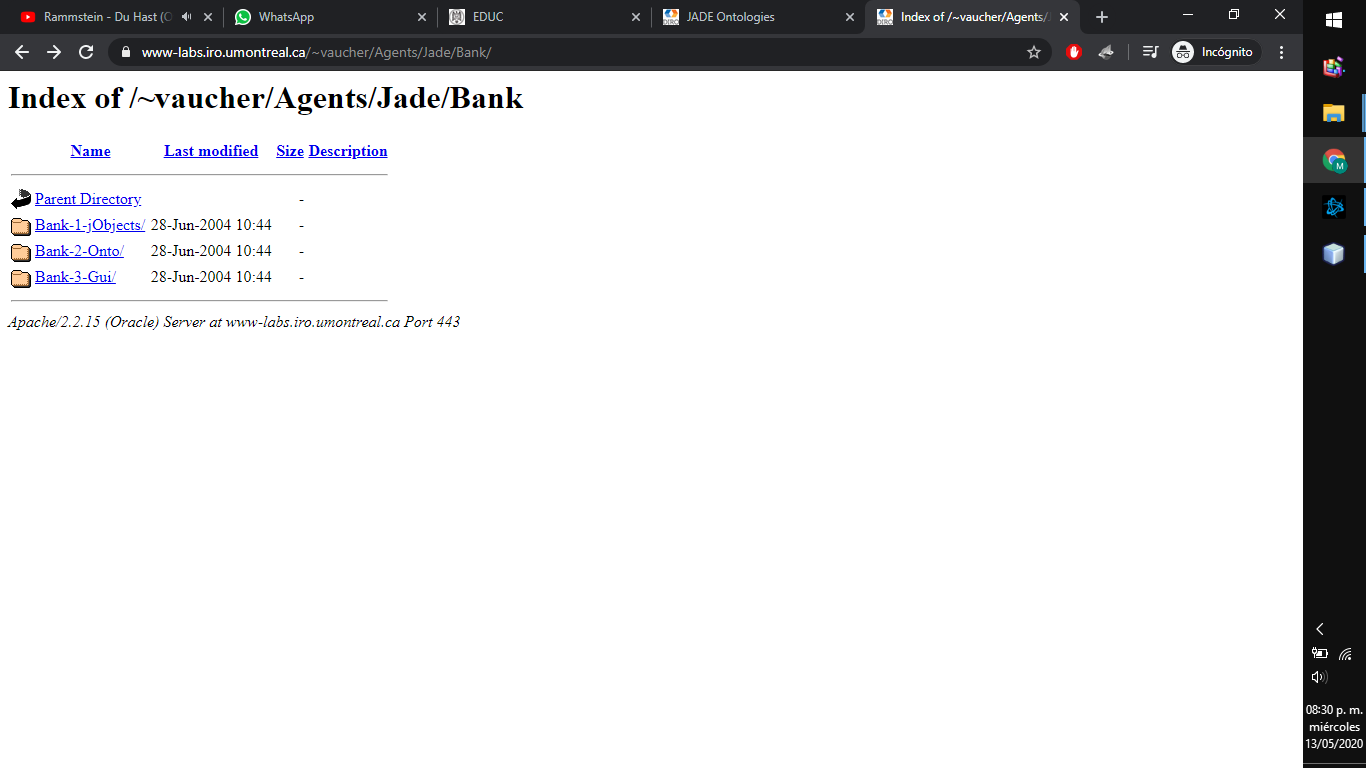 Rammstein - Du Hast (O
WhatsApp
EDUC
JADE Ontologies
Index of /~vaucher/Agents/J
www-labs.iro.umontreal.ca/~vaucher/Agents/Jade/Bank/
Incógnito
Index of /~vaucher/Agents/Jade/Bank
Name Last modified Size Description
Parent Directory -
Bank-1-jObjects/ 28-Jun-2004 10:44 -
Bank-2-Onto/ 28-Jun-2004 10:44 -
Bank-3-Gui/ 28-Jun-2004 10:44 -
Apache/2.2.15 (Oracle) Server at www-labs.iro.umontreal.ca Port 443
M
08:30 p. m.
miércoles
13/05/2020